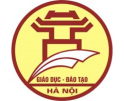 GIÁO DỤC - ĐÀO TẠO
HÀ NỘI